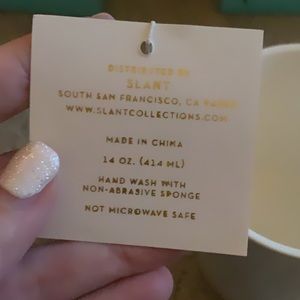 DISTRIBUTED BY
SLANT
SOUTH SAN FRANCISCO, CA
WWW.SLANTCOLLECTIONS.COM
MADE IN CHINA
14 OZ. (414 ML)
HAND WASH WITH
NON-ABRASIVE SPONGE
NOT MICROWAVE SAFE